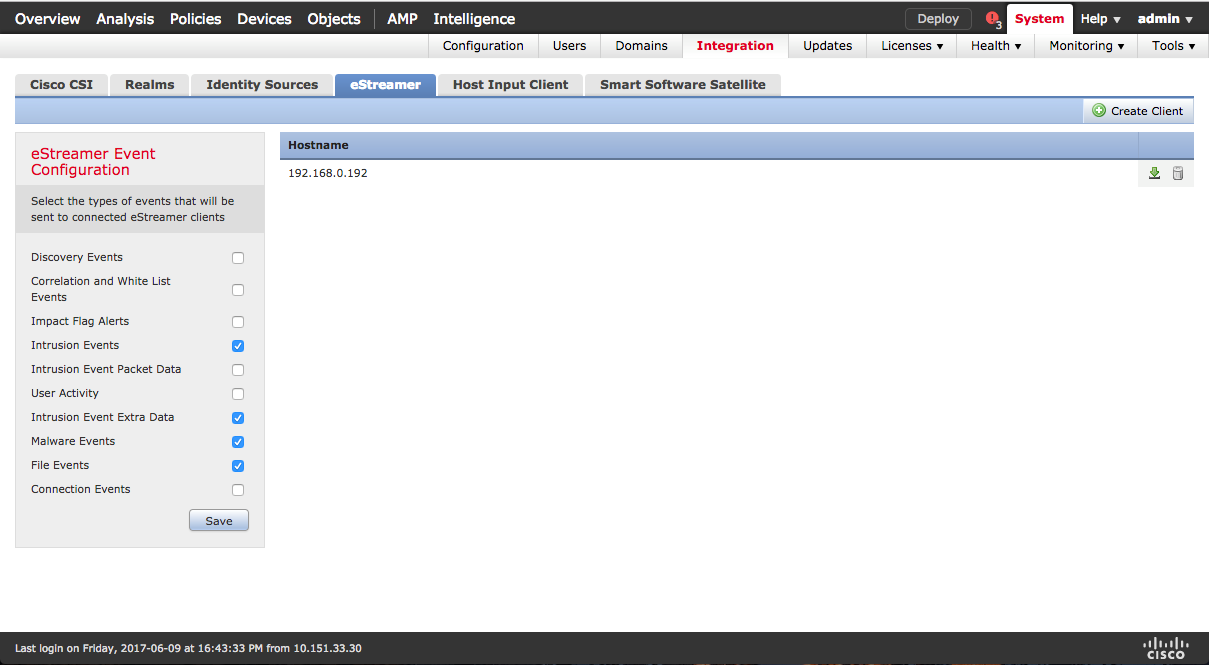 Overview Analysis Policies Devices Objects AMP Intelligence Deploy 3 System Help admin
Configuration Users Domains Integration Updates Licenses Health Monitoring Tools
Cisco CSI Realms Identity Sources eStreamer Host Input Client Smart Software Satellite
Create Client
eStreamer Event
Configuration
Select the types of events that will be
sent to connected eStreamer clients
Discovery Events
Correlation and White List
Events
Impact Flag Alerts
Intrusion Events
Intrusion Event Packet Data
User Activity
Intrusion Event Extra Data
Malware Events
File Events
Connection Events
Save
Hostname
192.168.0.192
Last login on Friday, 2017-06-09 at 16:43:33 PM from 10.151.33.30
CISCO